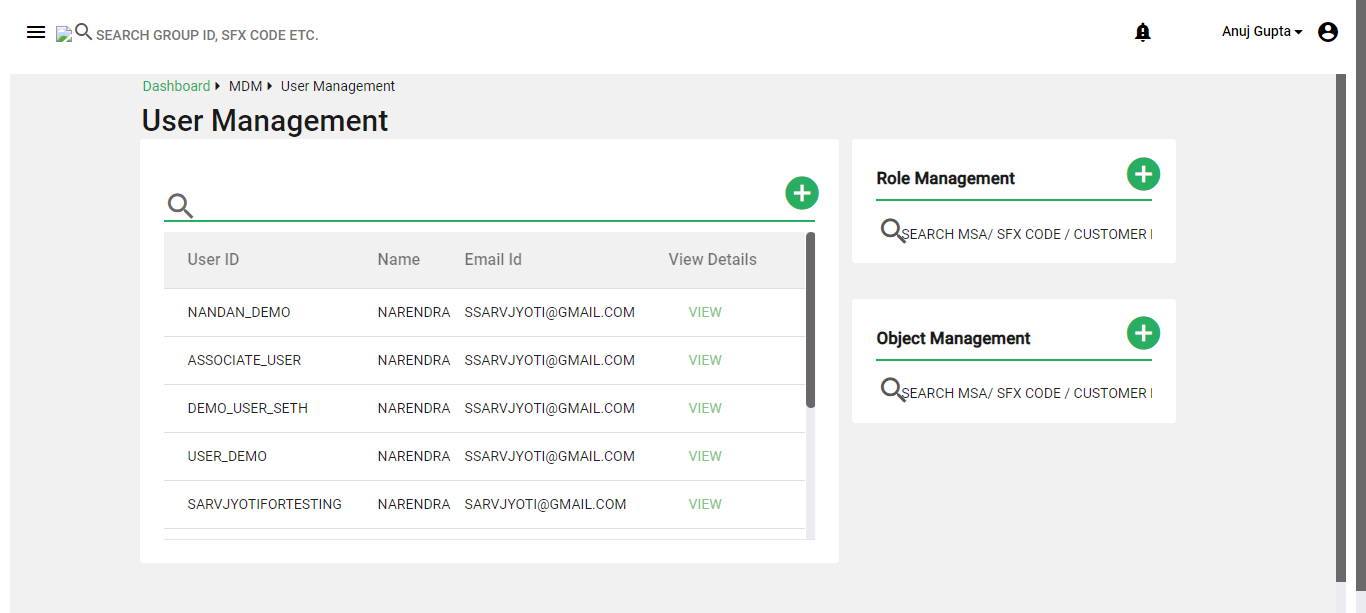 SEARCH GROUP ID, SFX CODE ETC.
Anuj Gupta
Dashboard MDM User Management
User Management
User ID Name Email Id View Details
NANDAN_DEMO NARENDRA SSARVJYOTI@GMAIL.COM VIEW
ASSOCIATE_USER NARENDRA SSARVJYOTI@GMAIL.COM VIEW
DEMO_USER_SETH NARENDRA SSARVJYOTI@GMAIL.COM VIEW
USER_DEMO NARENDRA SSARVJYOTI@GMAIL.COM VIEW
SARVJYOTIFORTESTING NARENDRA SARVJYOTI@GMAIL.COM VIEW
Role Management
SEARCH MSA/ SFX CODE / CUSTOMER
Object Management
SEARCH MSA/ SFX CODE / CUSTOMER